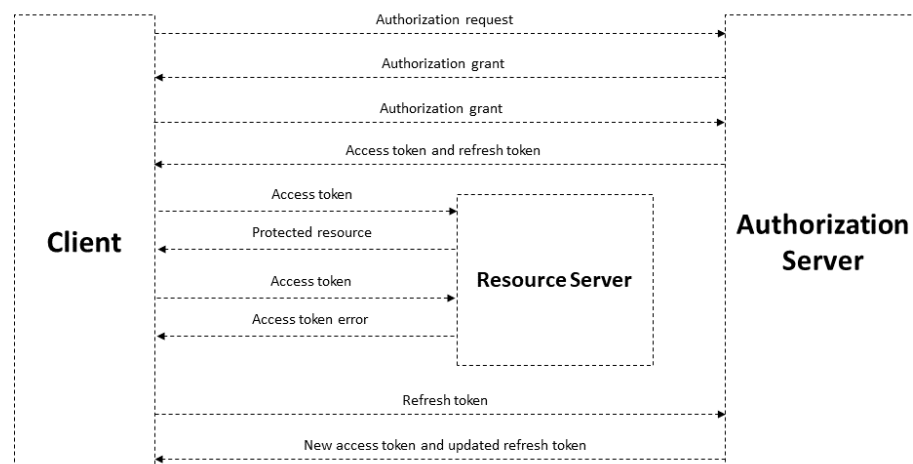 Authorization request
Authorization grant
Authorization grant
Access token and refresh token
Access token
Protected resource
Client
Authorization
Server
Resource Server
Access token
Access token error
Refresh token
New access token and updated refresh token